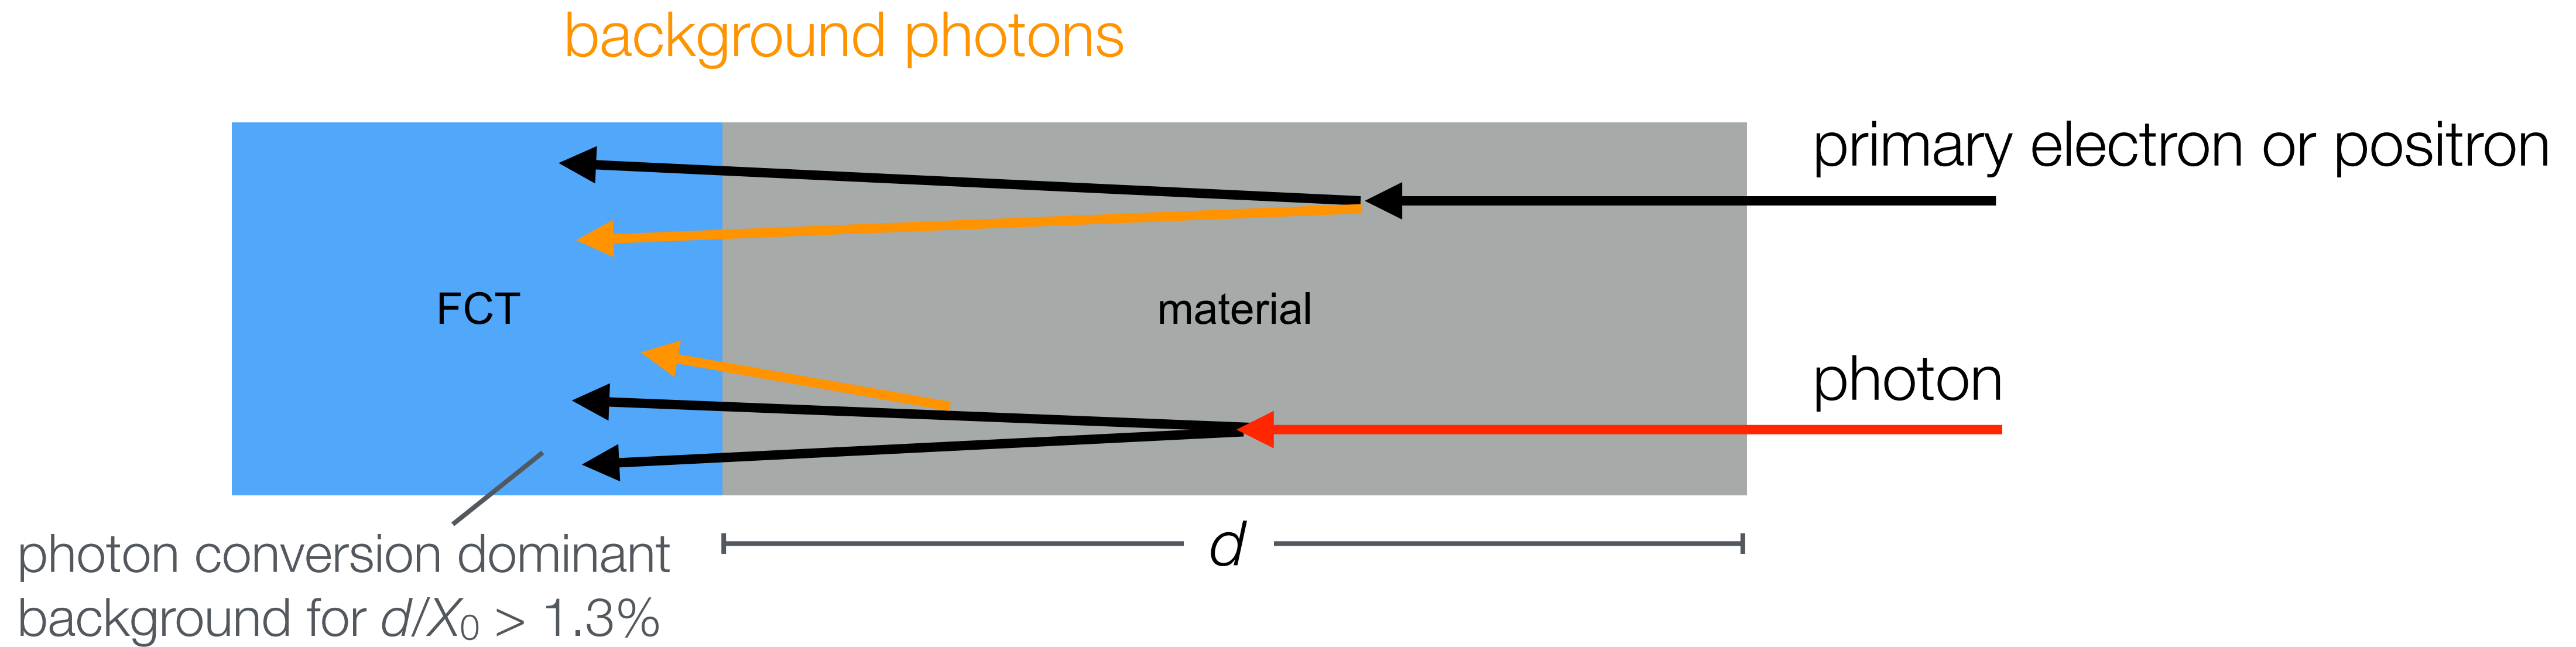 background photons
primary electron or positron
FCT
material
photon
photon conversion dominant
background for d/X₀ > 1.3%
d